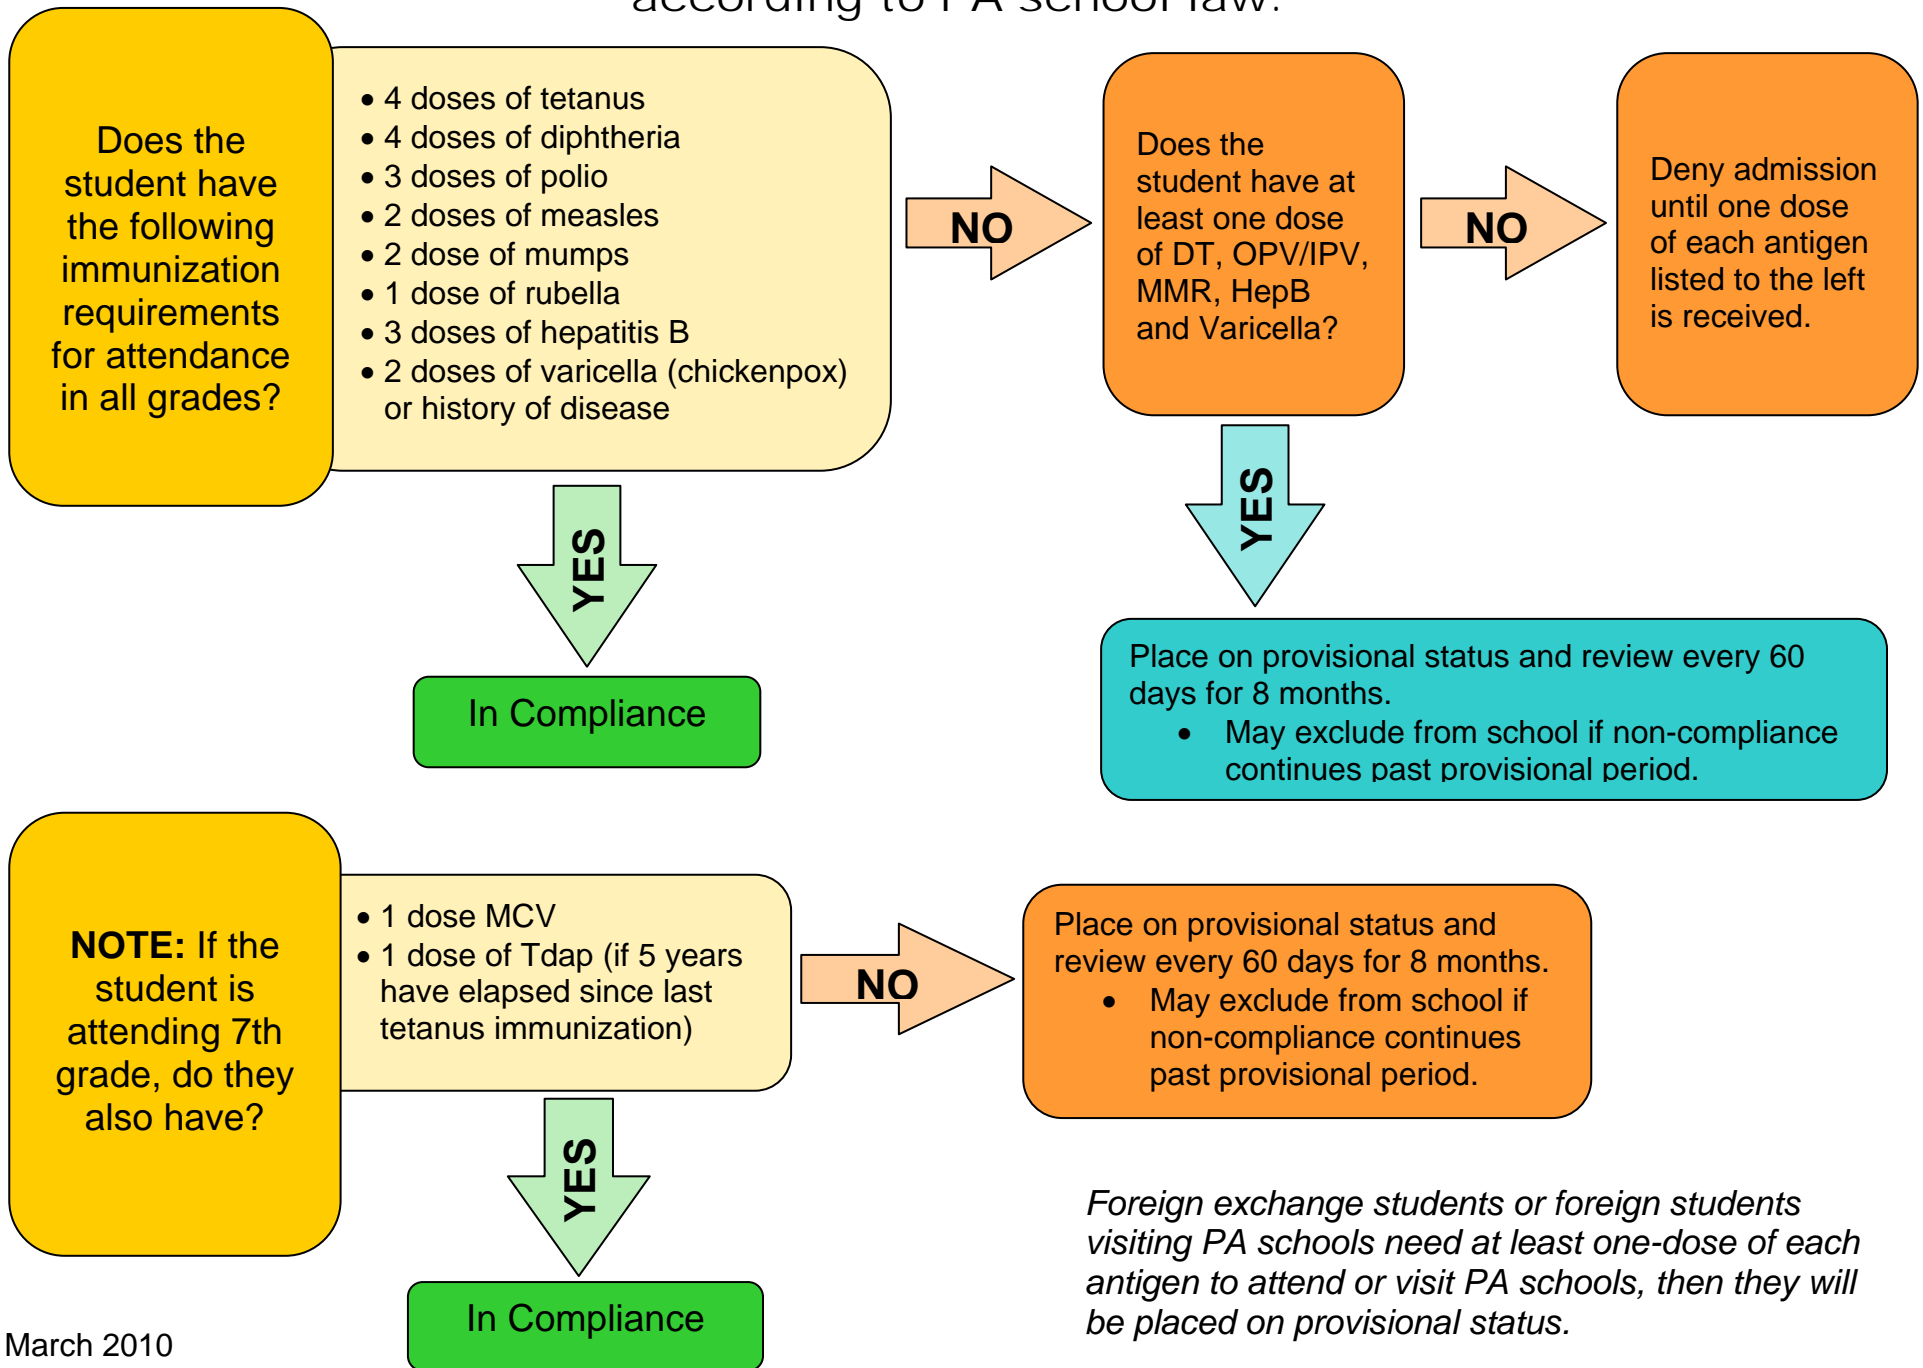 according to PA school law.
Does the
student have
the following
immunization
requirements
for attendance
in all grades?
• 4 doses of tetanus
• 4 doses of diphtheria
• 3 doses of polio
• 2 doses of measles
• 2 dose of mumps
• 1 dose of rubella
• 3 doses of hepatitis B
• 2 doses of varicella (chickenpox)
or history of disease
NO
Does the
student have at
least one dose
of DT, OPV/IPV,
MMR, HepB
and Varicella?
NO
Deny admission
until one dose
of each antigen
listed to the left
is received.
YES
YES
In Compliance
Place on provisional status and review every 60
days for 8 months.
• May exclude from school if non-compliance
continues past provisional period.
NOTE: If the
student is
attending 7th
grade, do they
also have?
• 1 dose MCV
• 1 dose of Tdap (if 5 years
have elapsed since last
tetanus immunization)
NO
Place on provisional status and
review every 60 days for 8 months.
• May exclude from school if
non-compliance continues
past provisional period.
YES
In Compliance
Foreign exchange students or foreign students
visiting PA schools need at least one-dose of each
antigen to attend or visit PA schools, then they will
be placed on provisional status.
March 2010